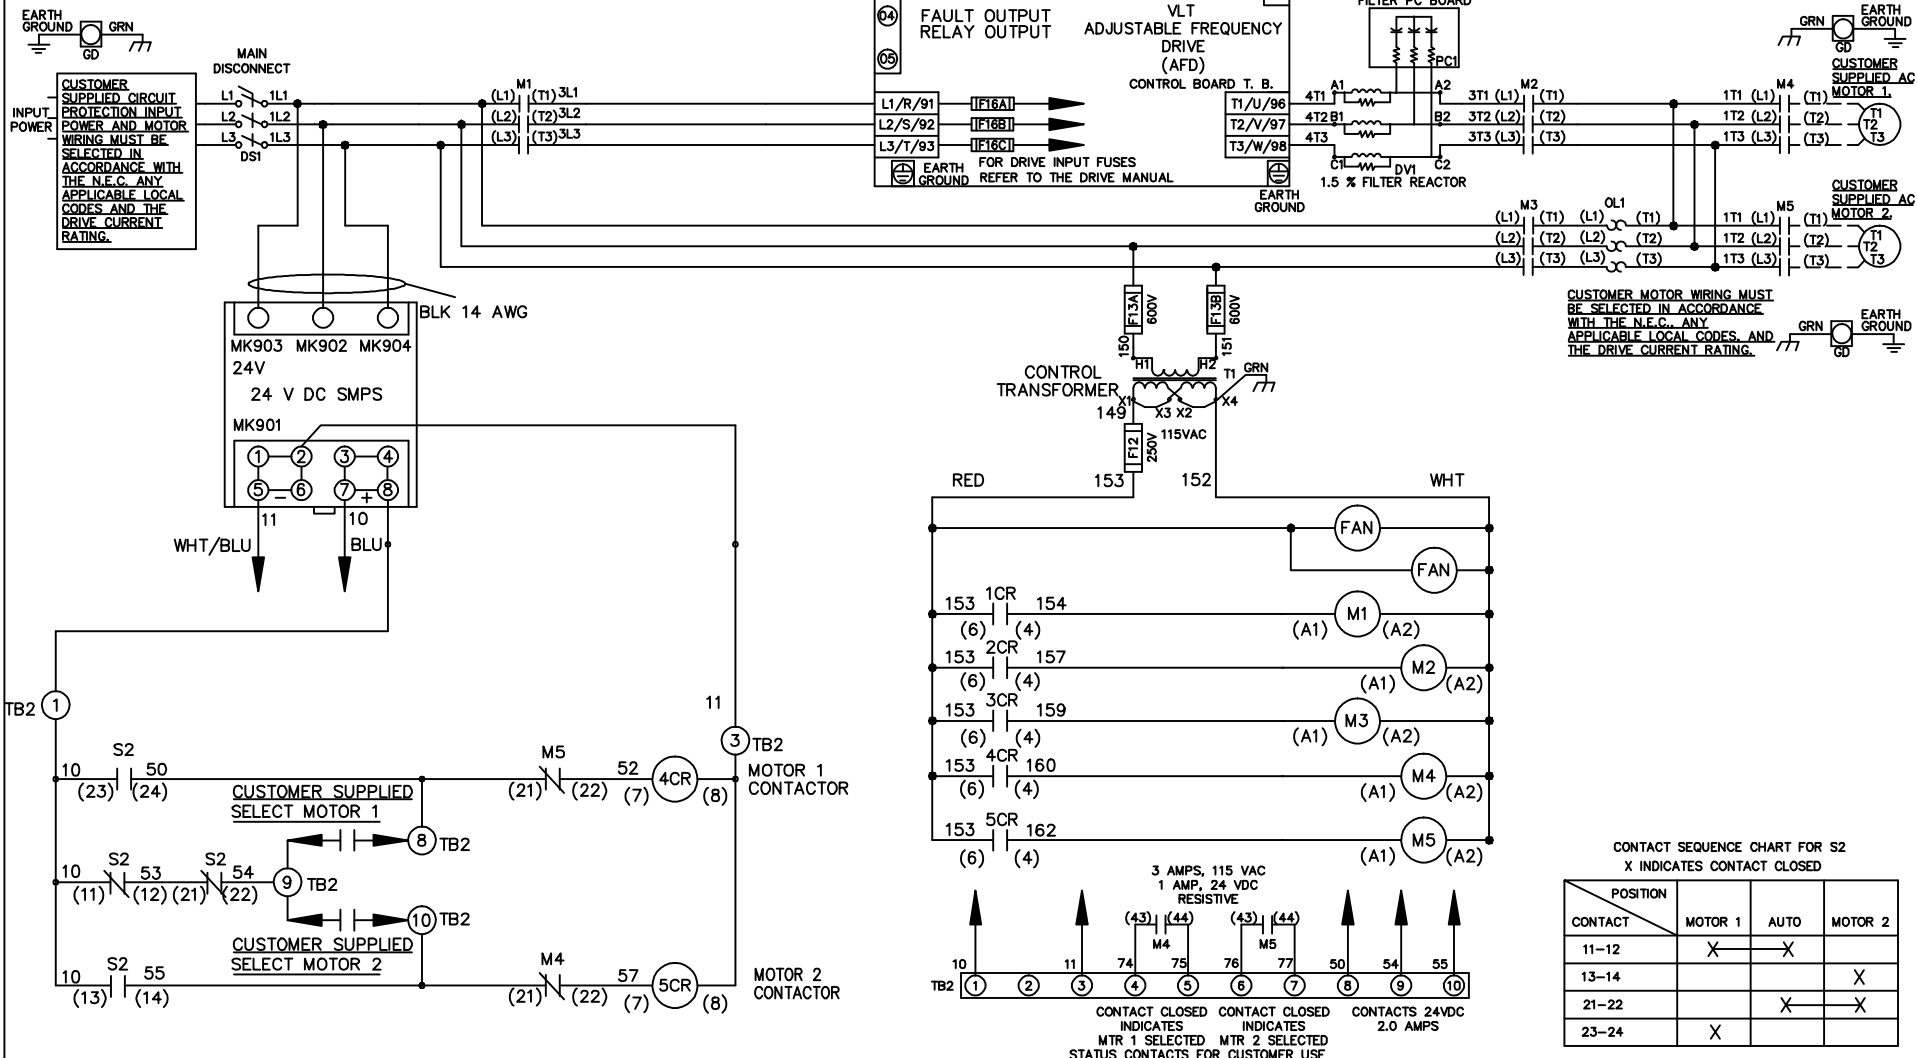 EARTH
GROUND
GRN
GD
CUSTOMER
SUPPLIED CIRCUIT
PROTECTION INPUT
POWER AND MOTOR
WIRING MUST BE
SELECTED IN
ACCORDANCE WITH
THE N.E.C. ANY
APPLICABLE LOCAL
CODES AND THE
DRIVE CURRENT
RATING.
INPUT
POWER
MAIN
DISCONNECT
L1 1L1
L2 1L2
L3 1L3
DS1
M1
(L1) (T1) 3L1
(L2) (T2) 3L2
(L3) (T3) 3L3
04
05
FAULT OUTPUT
RELAY OUTPUT
VLT
ADJUSTABLE FREQUENCY
DRIVE
(AFD)
CONTROL BOARD T. B.
L1/R/91 F16A
L2/S/92 F16B
L3/T/93 F16C
T1/U/96
T2/V/97
T3/W/98
EARTH
GROUND
FOR DRIVE INPUT FUSES
REFER TO THE DRIVE MANUAL
EARTH
GROUND
FILTER PC BOARD
PC1
4T1 A1 A2
4T2 B1 B2
4T3 C1 C2
DV1
1.5 % FILTER REACTOR
M2
3T1 (L1) (T1)
3T2 (L2) (T2)
3T3 (L3) (T3)
M4
1T1 (L1) (T1)
1T2 (L2) (T2)
1T3 (L3) (T3)
GRN
GD
EARTH
GROUND
CUSTOMER
SUPPLIED AC
MOTOR 1.
T1
T2
T3
M3
(L1) (T1)
(L2) (T2)
(L3) (T3)
OL1
(L1) (T1)
(L2) (T2)
(L3) (T3)
M5
1T1 (L1) (T1)
1T2 (L2) (T2)
1T3 (L3) (T3)
CUSTOMER
SUPPLIED AC
MOTOR 2.
T1
T2
T3
CUSTOMER MOTOR WIRING MUST
BE SELECTED IN ACCORDANCE
WITH THE N.E.C., ANY
APPLICABLE LOCAL CODES, AND
THE DRIVE CURRENT RATING.
GRN
GD
EARTH
GROUND
BLK 14 AWG
MK903 MK902 MK904
24V
24 V DC SMPS
MK901
1 2 3 4
5 6 7 8
- +
11 10
WHT/BLU BLU
F13A
600V
F13B
600V
150 151
H1 H2
CONTROL
TRANSFORMER
T1
GRN
X1 X3 X2 X4
149
F12
250V
115VAC
153 152
RED WHT
FAN
FAN
1CR
153 154
(6) (4)
M1
(A1) (A2)
2CR
153 157
(6) (4)
M2
(A1) (A2)
3CR
153 159
(6) (4)
M3
(A1) (A2)
4CR
153 160
(6) (4)
M4
(A1) (A2)
5CR
153 162
(6) (4)
M5
(A1) (A2)
TB2 1
11
3 TB2
S2
10 50
(23) (24)
M5
(21) (22)
52
(7) 4CR (8)
MOTOR 1
CONTACTOR
CUSTOMER SUPPLIED
SELECT MOTOR 1
8 TB2
S2 S2
10 53 54
(11) (12) (21) (22)
9 TB2
10 TB2
CUSTOMER SUPPLIED
SELECT MOTOR 2
S2
10 55
(13) (14)
M4
(21) (22)
57
(7) 5CR (8)
MOTOR 2
CONTACTOR
3 AMPS, 115 VAC
1 AMP, 24 VDC
RESISTIVE
(43) (44)
M4
(43) (44)
M5
10 11 74 75 76 77 50 54 55
TB2 1 2 3 4 5 6 7 8 9 10
CONTACT CLOSED
INDICATES
MTR 1 SELECTED
CONTACT CLOSED
INDICATES
MTR 2 SELECTED
STATUS CONTACTS FOR CUSTOMER USE
CONTACTS 24VDC
2.0 AMPS
CONTACT SEQUENCE CHART FOR S2
X INDICATES CONTACT CLOSED
POSITION
CONTACT MOTOR 1 AUTO MOTOR 2
11-12 X X
13-14 X
21-22 X X
23-24 X